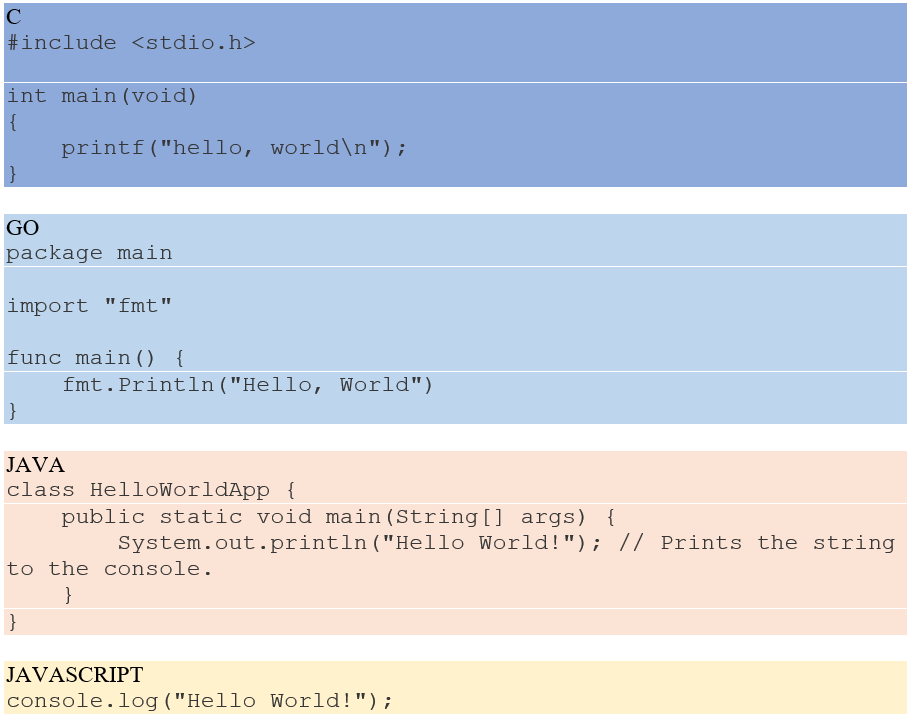 C
#include <stdio.h>
int main(void)
{
    printf("hello, world\n");
}
GO
package main
import "fmt"
func main() {
    fmt.Println("Hello, World")
}
JAVA
class HelloWorldApp {
    public static void main(String[] args) {
        System.out.println("Hello World!"); // Prints the string
to the console.
    }
}
JAVASCRIPT
console.log("Hello World!");